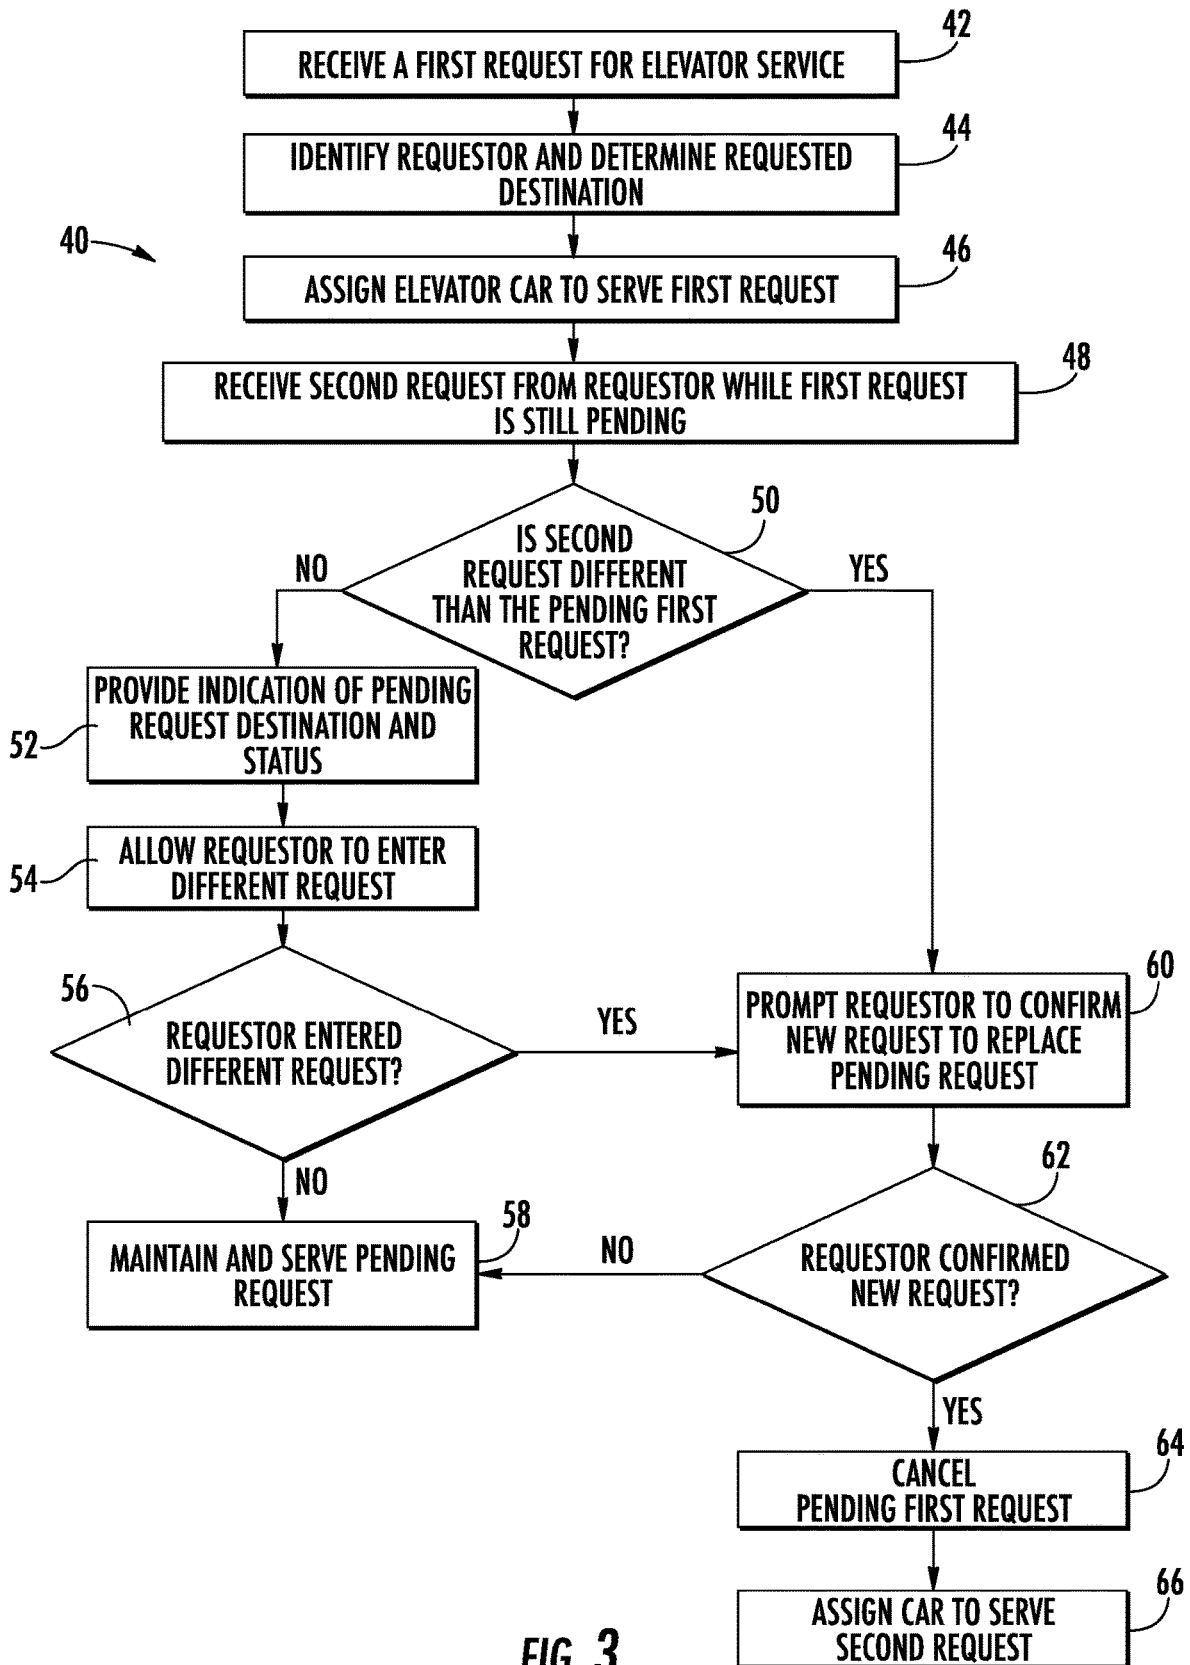 42
RECEIVE A FIRST REQUEST FOR ELEVATOR SERVICE
44
IDENTIFY REQUESTOR AND DETERMINE REQUESTED
DESTINATION
40
46
ASSIGN ELEVATOR CAR TO SERVE FIRST REQUEST
48
RECEIVE SECOND REQUEST FROM REQUESTOR WHILE FIRST REQUEST
IS STILL PENDING
50
IS SECOND
REQUEST DIFFERENT
THAN THE PENDING FIRST
REQUEST?
NO
YES
PROVIDE INDICATION OF PENDING
REQUEST DESTINATION AND
STATUS
52
ALLOW REQUESTOR TO ENTER
DIFFERENT REQUEST
54
56
REQUESTOR ENTERED
DIFFERENT REQUEST?
YES
60
PROMPT REQUESTOR TO CONFIRM
NEW REQUEST TO REPLACE
PENDING REQUEST
NO
58
MAINTAIN AND SERVE PENDING
REQUEST
NO
62
REQUESTOR CONFIRMED
NEW REQUEST?
YES
64
CANCEL
PENDING FIRST REQUEST
66
ASSIGN CAR TO SERVE
SECOND REQUEST
FIG. 3